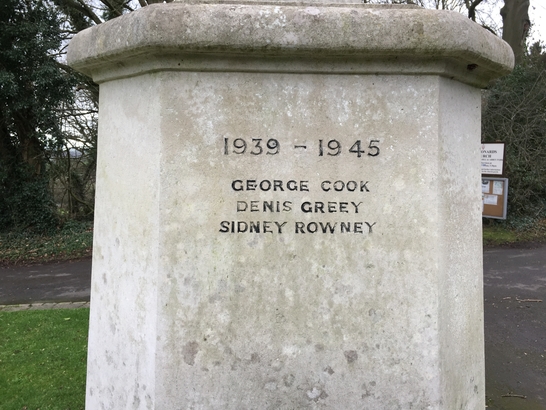 1939 - 1945
GEORGE COOK
DENIS GREEY
SIDNEY ROWNEY